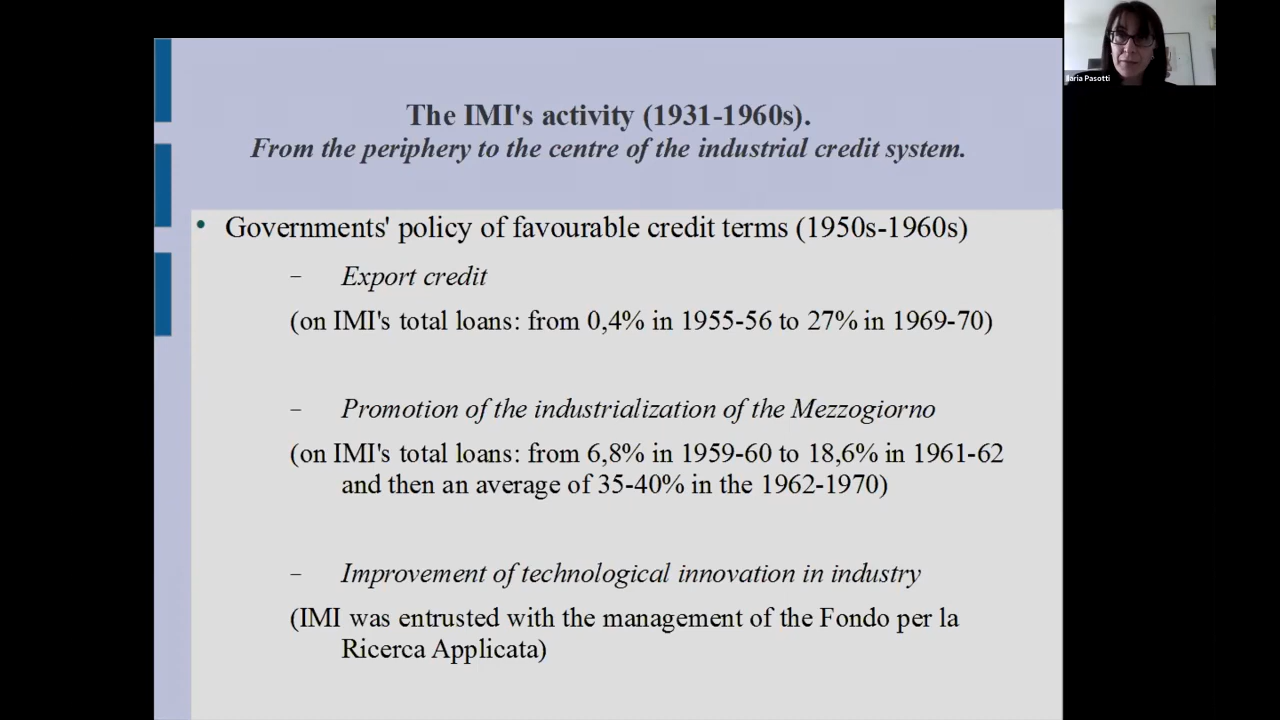 The IMI's activity (1931-1960s).
From the periphery to the centre of the industrial credit system.
• Governments' policy of favourable credit terms (1950s-1960s)
– Export credit
(on IMI's total loans: from 0,4% in 1955-56 to 27% in 1969-70)
– Promotion of the industrialization of the Mezzogiorno
(on IMI's total loans: from 6,8% in 1959-60 to 18,6% in 1961-62
and then an average of 35-40% in the 1962-1970)
– Improvement of technological innovation in industry
(IMI was entrusted with the management of the Fondo per la
Ricerca Applicata)
Ilaria Pasotti